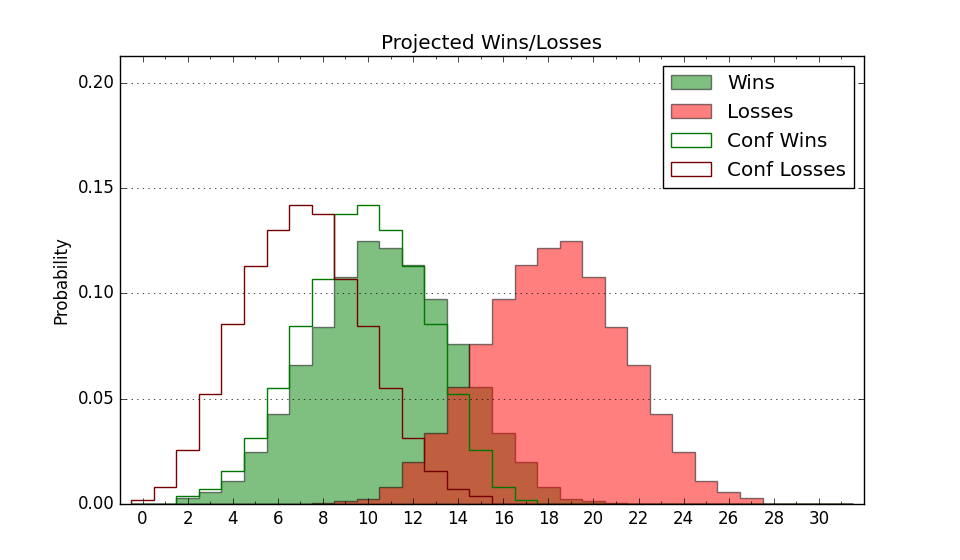 Projected Wins/Losses
Wins
Losses
Conf Wins
Conf Losses
Probability
0.20
0.15
0.10
0.05
0.00
0 2 4 6 8 10 12 14 16 18 20 22 24 26 28 30